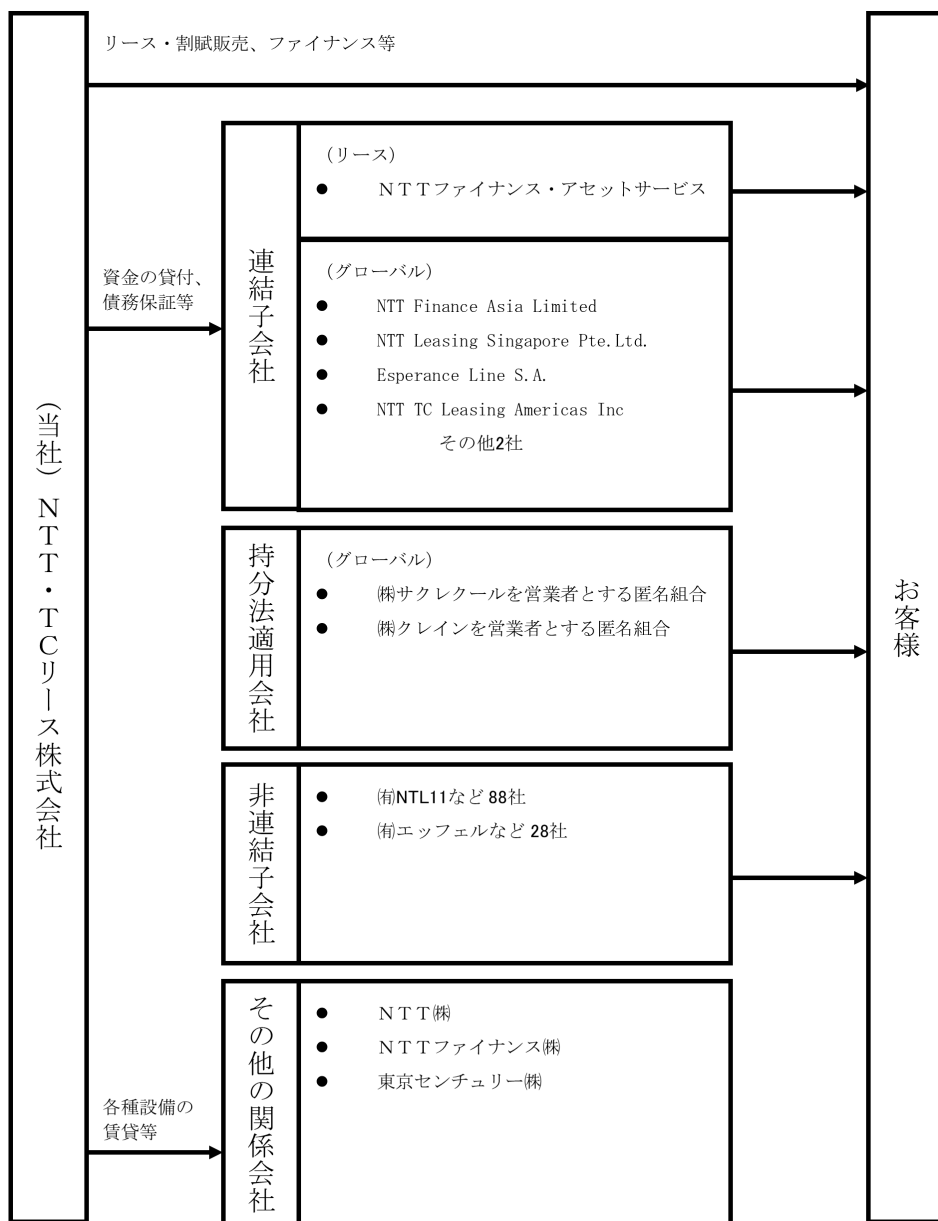 リース・割賦販売、ファイナンス等
(当社)NTT・TCリース株式会社
資金の貸付、
債務保証等
連結子会社
(リース)
● NTTファイナンス・アセットサービス
(グローバル)
● NTT Finance Asia Limited
● NTT Leasing Singapore Pte.Ltd.
● Esperance Line S.A.
● NTT TC Leasing Americas Inc
その他2社
持分法適用会社
(グローバル)
● ㈱サクレクールを営業者とする匿名組合
● ㈱クレインを営業者とする匿名組合
非連結子会社
● ㈲NTL11など 88社
● ㈲エッフェルなど 28社
各種設備の
賃貸等
その他の関係会社
● NTT㈱
● NTTファイナンス㈱
● 東京センチュリー㈱
お客様